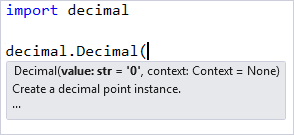 import decimal
decimal.Decimal(
Decimal(value: str = '0', context: Context = None)
Create a decimal point instance.
...